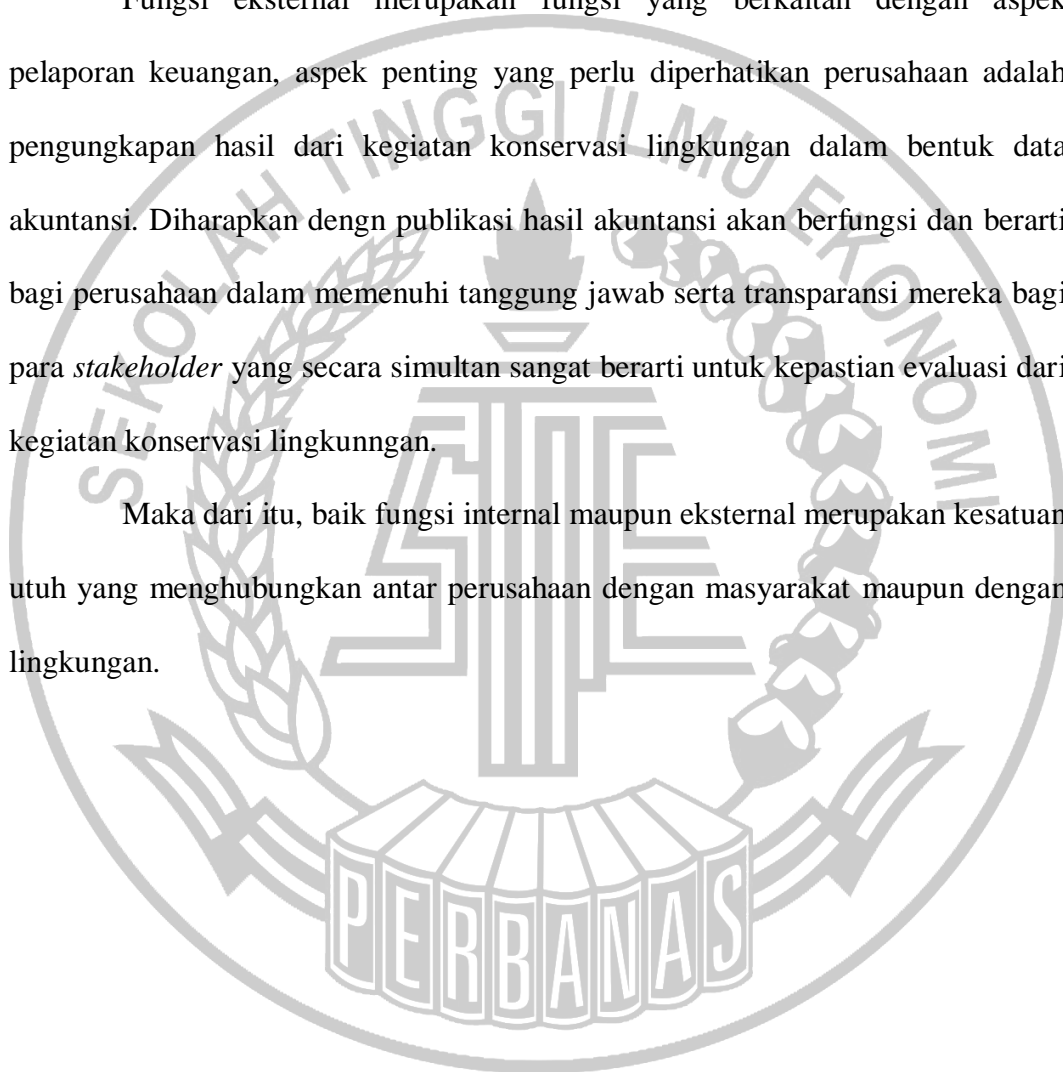 Fungsi eksternal merupakan fungsi yang berkaitan dengan aspek
pelaporan keuangan, aspek penting yang perlu diperhatikan perusahaan adalah
pengungkapan hasil dari kegiatan konservasi lingkungan dalam bentuk data
akuntansi. Diharapkan dengn publikasi hasil akuntansi akan berfungsi dan berarti
bagi perusahaan dalam memenuhi tanggung jawab serta transparansi mereka bagi
para stakeholder yang secara simultan sangat berarti untuk kepastian evaluasi dari
kegiatan konservasi lingkunngan.
Maka dari itu, baik fungsi internal maupun eksternal merupakan kesatuan
utuh yang menghubungkan antar perusahaan dengan masyarakat maupun dengan
lingkungan.
SEKOLAH TINGGI ILMU EKONOMI
PERBANAS